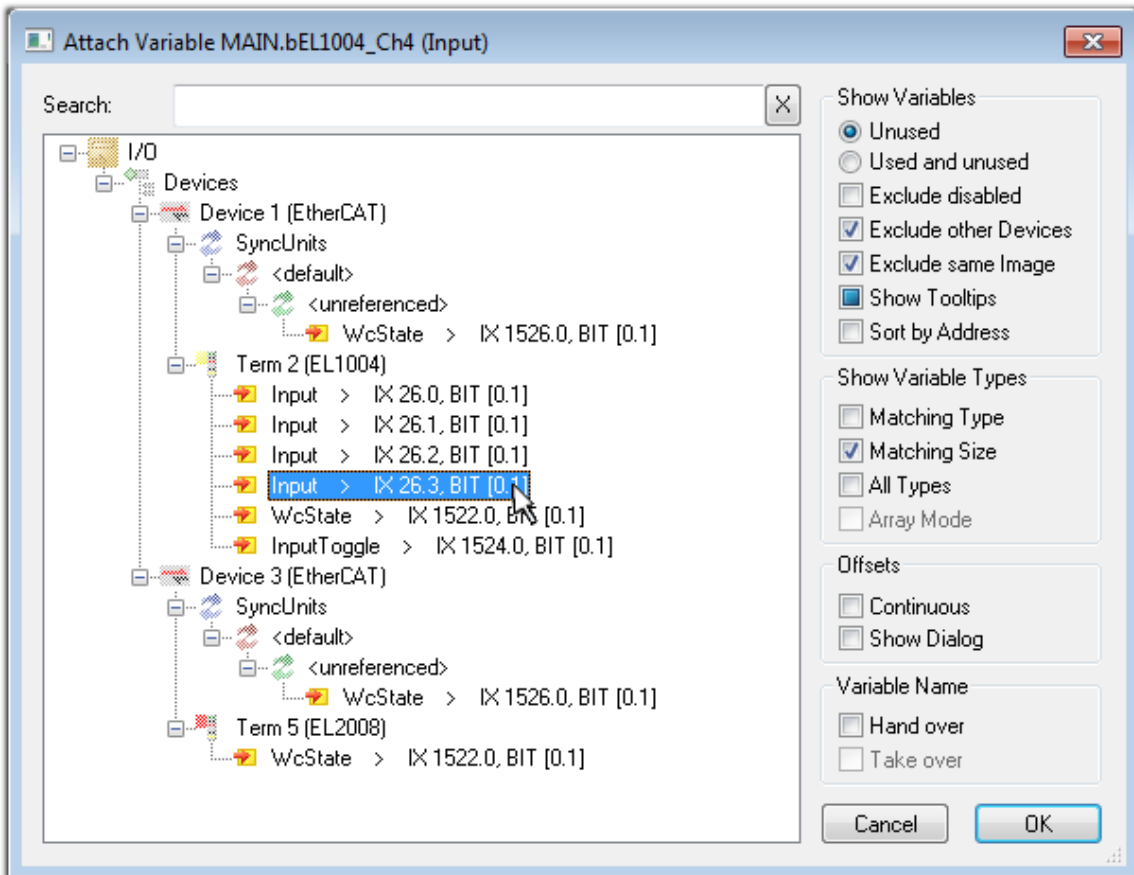 Attach Variable MAIN.bEL1004_Ch4 (Input)
Search:
I/O
Devices
Device 1 (EtherCAT)
SyncUnits
<default>
<unreferenced>
WcState > IX 1526.0, BIT [0.1]
Term 2 (EL1004)
Input > IX 26.0, BIT [0.1]
Input > IX 26.1, BIT [0.1]
Input > IX 26.2, BIT [0.1]
Input > IX 26.3, BIT [0.1]
WcState > IX 1522.0, BIT [0.1]
InputToggle > IX 1524.0, BIT [0.1]
Device 3 (EtherCAT)
SyncUnits
<default>
<unreferenced>
WcState > IX 1526.0, BIT [0.1]
Term 5 (EL2008)
WcState > IX 1522.0, BIT [0.1]
Show Variables
Unused
Used and unused
Exclude disabled
Exclude other Devices
Exclude same Image
Show Tooltips
Sort by Address
Show Variable Types
Matching Type
Matching Size
All Types
Array Mode
Offsets
Continuous
Show Dialog
Variable Name
Hand over
Take over
Cancel
OK